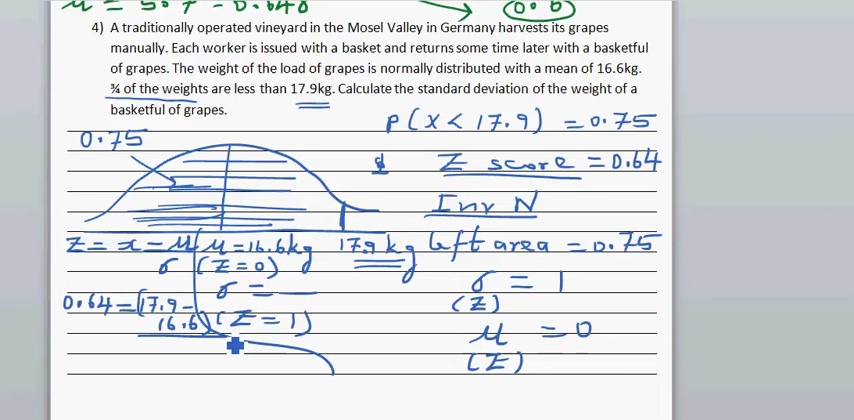 μ = 50.7 - 0.648
0.6
4) A traditionally operated vineyard in the Mosel Valley in Germany harvests its grapes
manually. Each worker is issued with a basket and returns some time later with a basketful
of grapes. The weight of the load of grapes is normally distributed with a mean of 16.6kg.
¾ of the weights are less than 17.9kg. Calculate the standard deviation of the weight of a
basketful of grapes.
P(X < 17.9) = 0.75
0.75
Z score = 0.64
Inv N
Z = x - μ
σ
μ = 16.6kg
17.9 kg
left area = 0.75
(Z = 0)
σ = 1
(Z)
σ =
0.64 = (17.9 -
16.6)
(Z = 1)
μ = 0
(Z)